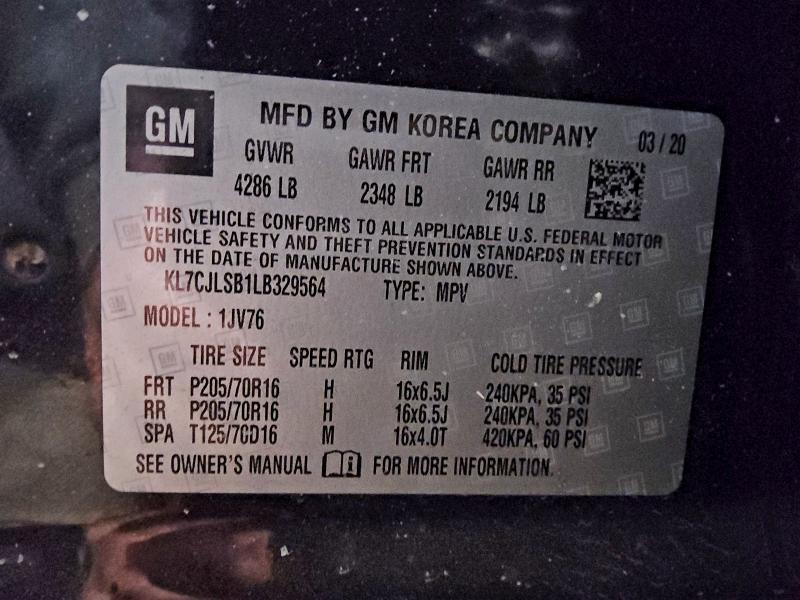 GM
MFD BY GM KOREA COMPANY 03 / 20
GVWR GAWR FRT GAWR RR
4286 LB 2348 LB 2194 LB
THIS VEHICLE CONFORMS TO ALL APPLICABLE U.S. FEDERAL MOTOR
VEHICLE SAFETY AND THEFT PREVENTION STANDARDS IN EFFECT
ON THE DATE OF MANUFACTURE SHOWN ABOVE.
KL7CJLSB1LB329564 TYPE: MPV
MODEL : 1JV76
TIRE SIZE SPEED RTG RIM COLD TIRE PRESSURE
FRT P205/70R16 H 16x6.5J 240KPA, 35 PSI
RR P205/70R16 H 16x6.5J 240KPA, 35 PSI
SPA T125/70D16 M 16x4.0T 420KPA, 60 PSI
SEE OWNER'S MANUAL FOR MORE INFORMATION.